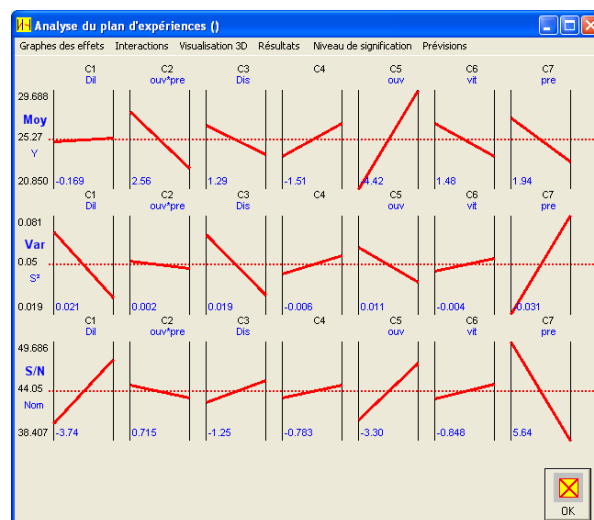 Analyse du plan d'expériences ()
Graphes des effets Interactions Visualisation 3D Résultats Niveau de signification Prévisions
C1 C2 C3 C4 C5 C6 C7
Dil ouv*pre Dis ouv vit pre
29.688
Moy
25.27
Y
20.850 -0.169 2.56 1.29 -1.51 -4.42 1.48 1.94
C1 C2 C3 C4 C5 C6 C7
Dil ouv*pre Dis ouv vit pre
0.081
Var
0.05
S²
0.019 0.021 0.002 0.019 -0.006 0.011 -0.004 -0.031
C1 C2 C3 C4 C5 C6 C7
Dil ouv*pre Dis ouv vit pre
49.686
S/N
44.05
Nom
38.407 -3.74 0.715 -1.25 -0.783 -3.30 -0.848 5.64
OK